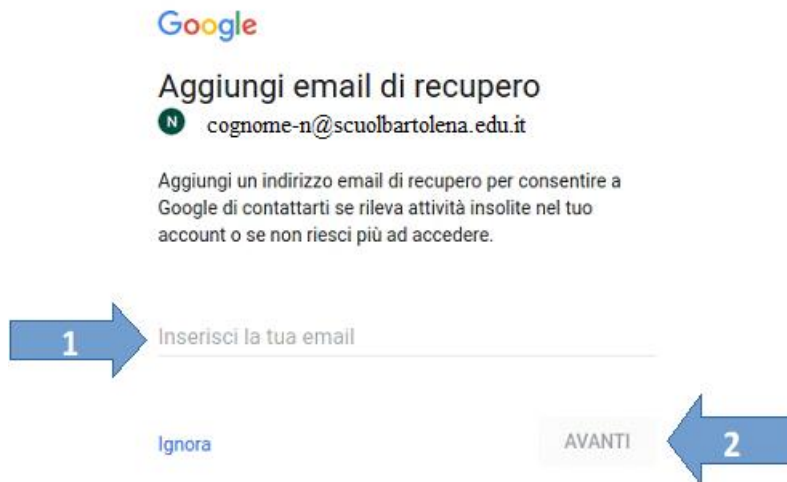 Google
Aggiungi email di recupero
N cognome-n@scuolbartolena.edu.it
Aggiungi un indirizzo email di recupero per consentire a
Google di contattarti se rileva attività insolite nel tuo
account o se non riesci più ad accedere.
1 Inserisci la tua email
Ignora AVANTI 2